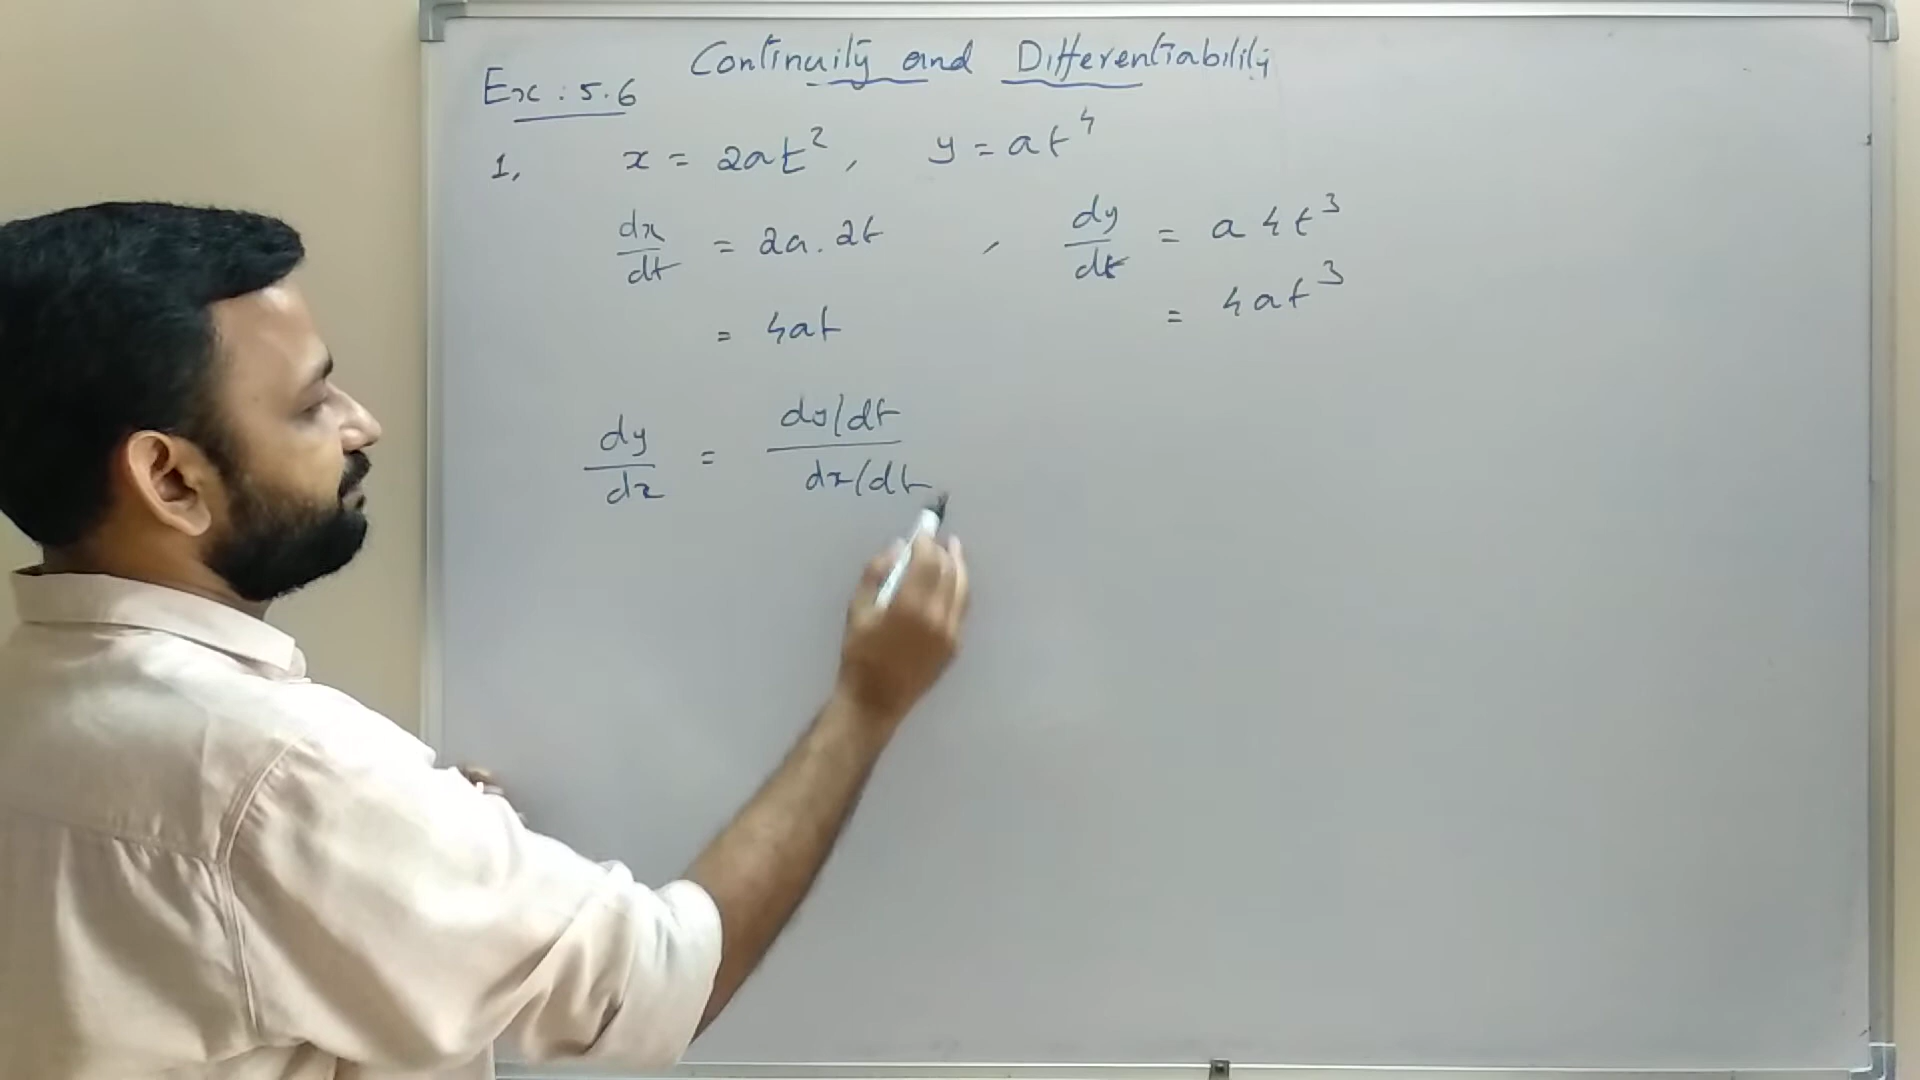 Continuity and Differentiability
Ex : 5.6
1, x = 2at², y = at⁴
dx/dt = 2a.2t , dy/dt = a4t³
= 4at = 4at³
dy/dx = (dy/dt)/(dx/dt)